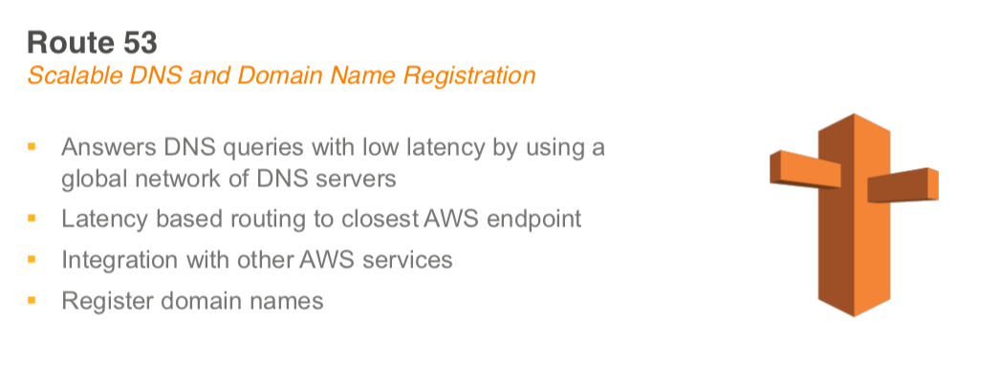 Route 53
Scalable DNS and Domain Name Registration
▪ Answers DNS queries with low latency by using a
global network of DNS servers
▪ Latency based routing to closest AWS endpoint
▪ Integration with other AWS services
▪ Register domain names